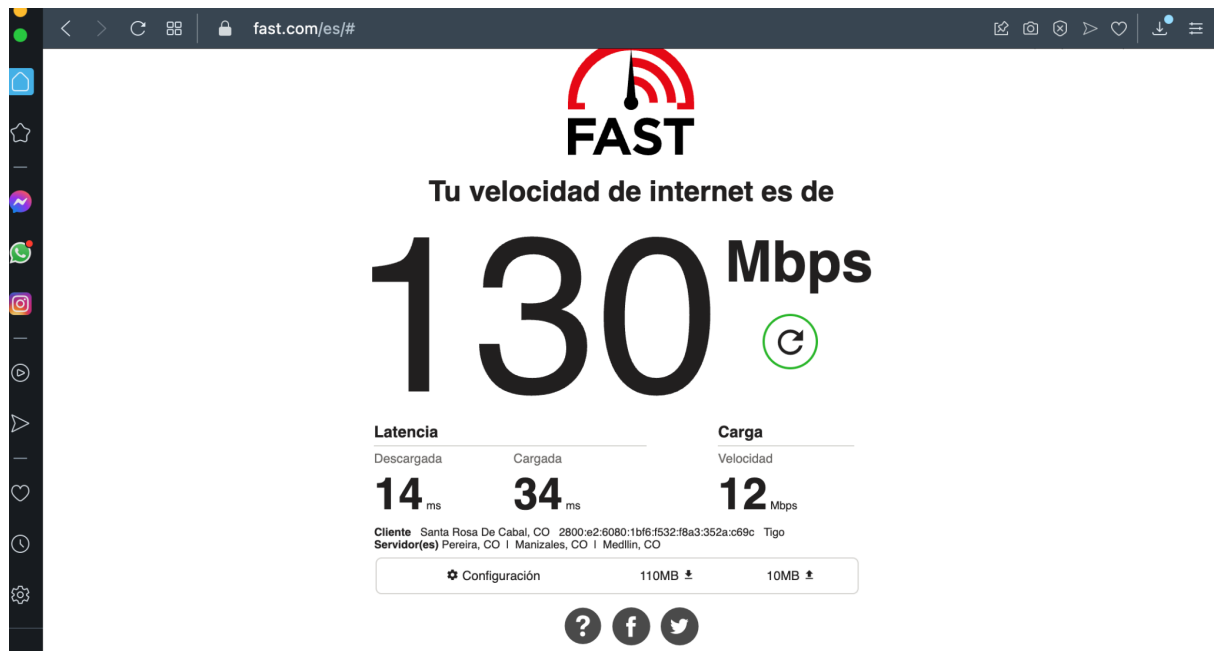 fast.com/es/#
FAST
Tu velocidad de internet es de
130 Mbps
Latencia Carga
Descargada Cargada Velocidad
14 ms 34 ms 12 Mbps
Cliente Santa Rosa De Cabal, CO 2800:e2:6080:1bf6:f532:f8a3:352a:c69c Tigo
Servidor(es) Pereira, CO | Manizales, CO | Medllin, CO
Configuración 110MB 10MB